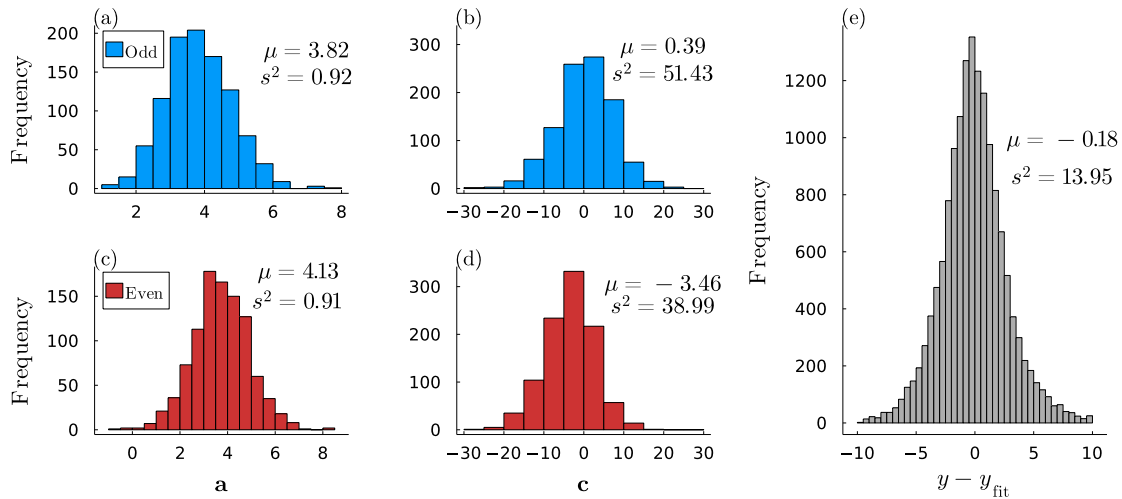 (a)
Frequency
200
150
100
50
0
Odd
μ = 3.82
s² = 0.92
2 4 6 8
(b)
300
200
100
0
μ = 0.39
s² = 51.43
−30 −20 −10 0 10 20 30
(c)
Frequency
150
100
50
0
Even
μ = 4.13
s² = 0.91
0 2 4 6 8
a
(d)
300
200
100
0
μ = −3.46
s² = 38.99
−30 −20 −10 0 10 20 30
c
(e)
Frequency
1200
1000
800
600
400
200
0
μ = −0.18
s² = 13.95
−10 −5 0 5 10
y − y_fit